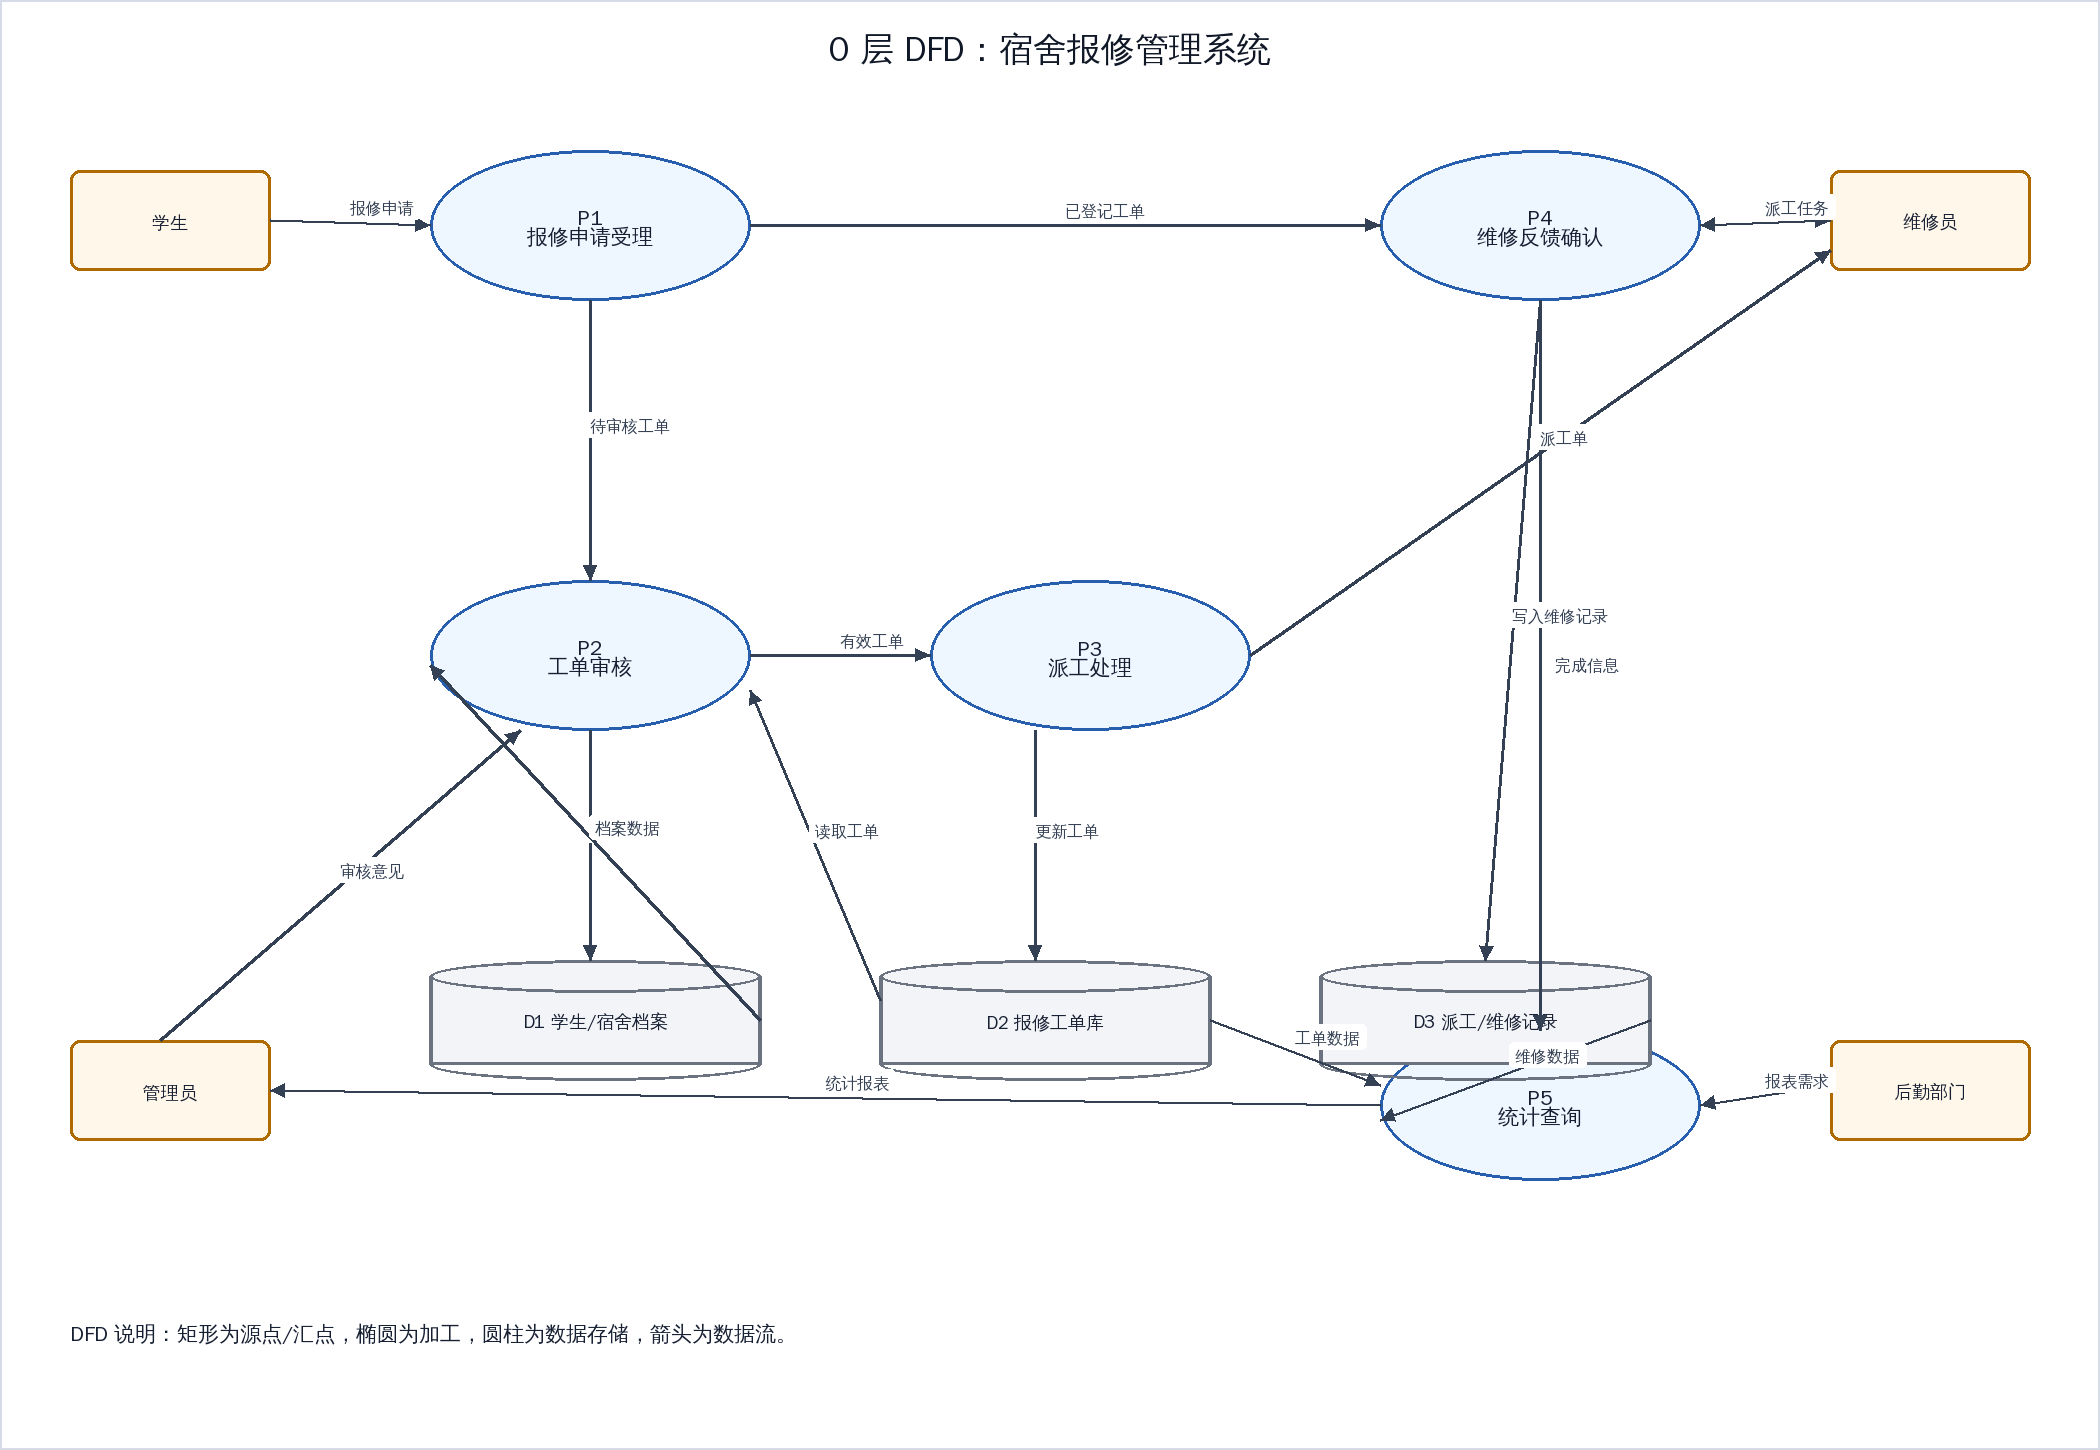 0 层 DFD：宿舍报修管理系统
学生
报修申请
P1
报修申请受理
已登记工单
P4
维修反馈确认
派工任务
维修员
待审核工单
派工单
P2
工单审核
有效工单
P3
派工处理
写入维修记录
完成信息
档案数据
读取工单
更新工单
审核意见
D1 学生/宿舍档案
D2 报修工单库
D3 派工/维修记录
工单数据
维修数据
管理员
统计报表
P5
统计查询
报表需求
后勤部门
DFD 说明：矩形为源点/汇点，椭圆为加工，圆柱为数据存储，箭头为数据流。